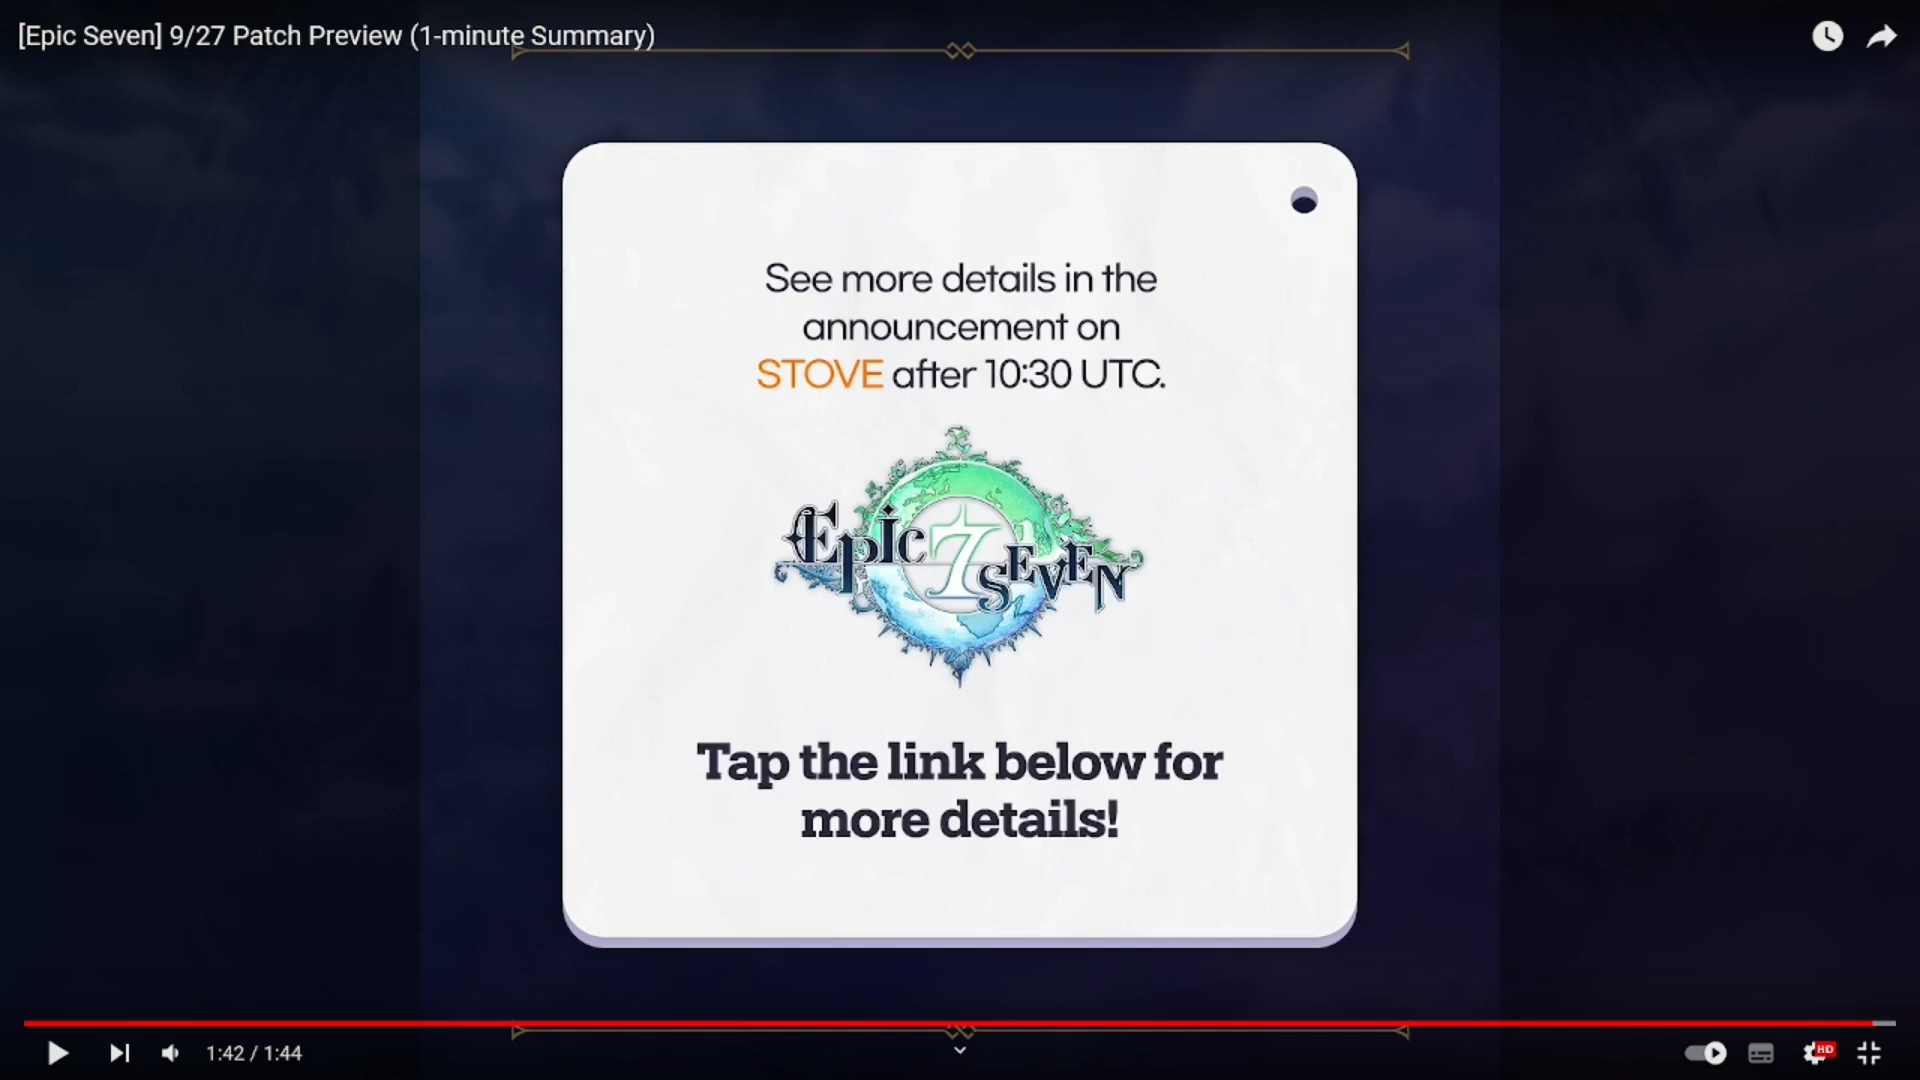 [Epic Seven] 9/27 Patch Preview (1-minute Summary)
See more details in the
announcement on
STOVE after 10:30 UTC.
EPIC 7 SEVEN
Tap the link below for
more details!
1:42 / 1:44
HD